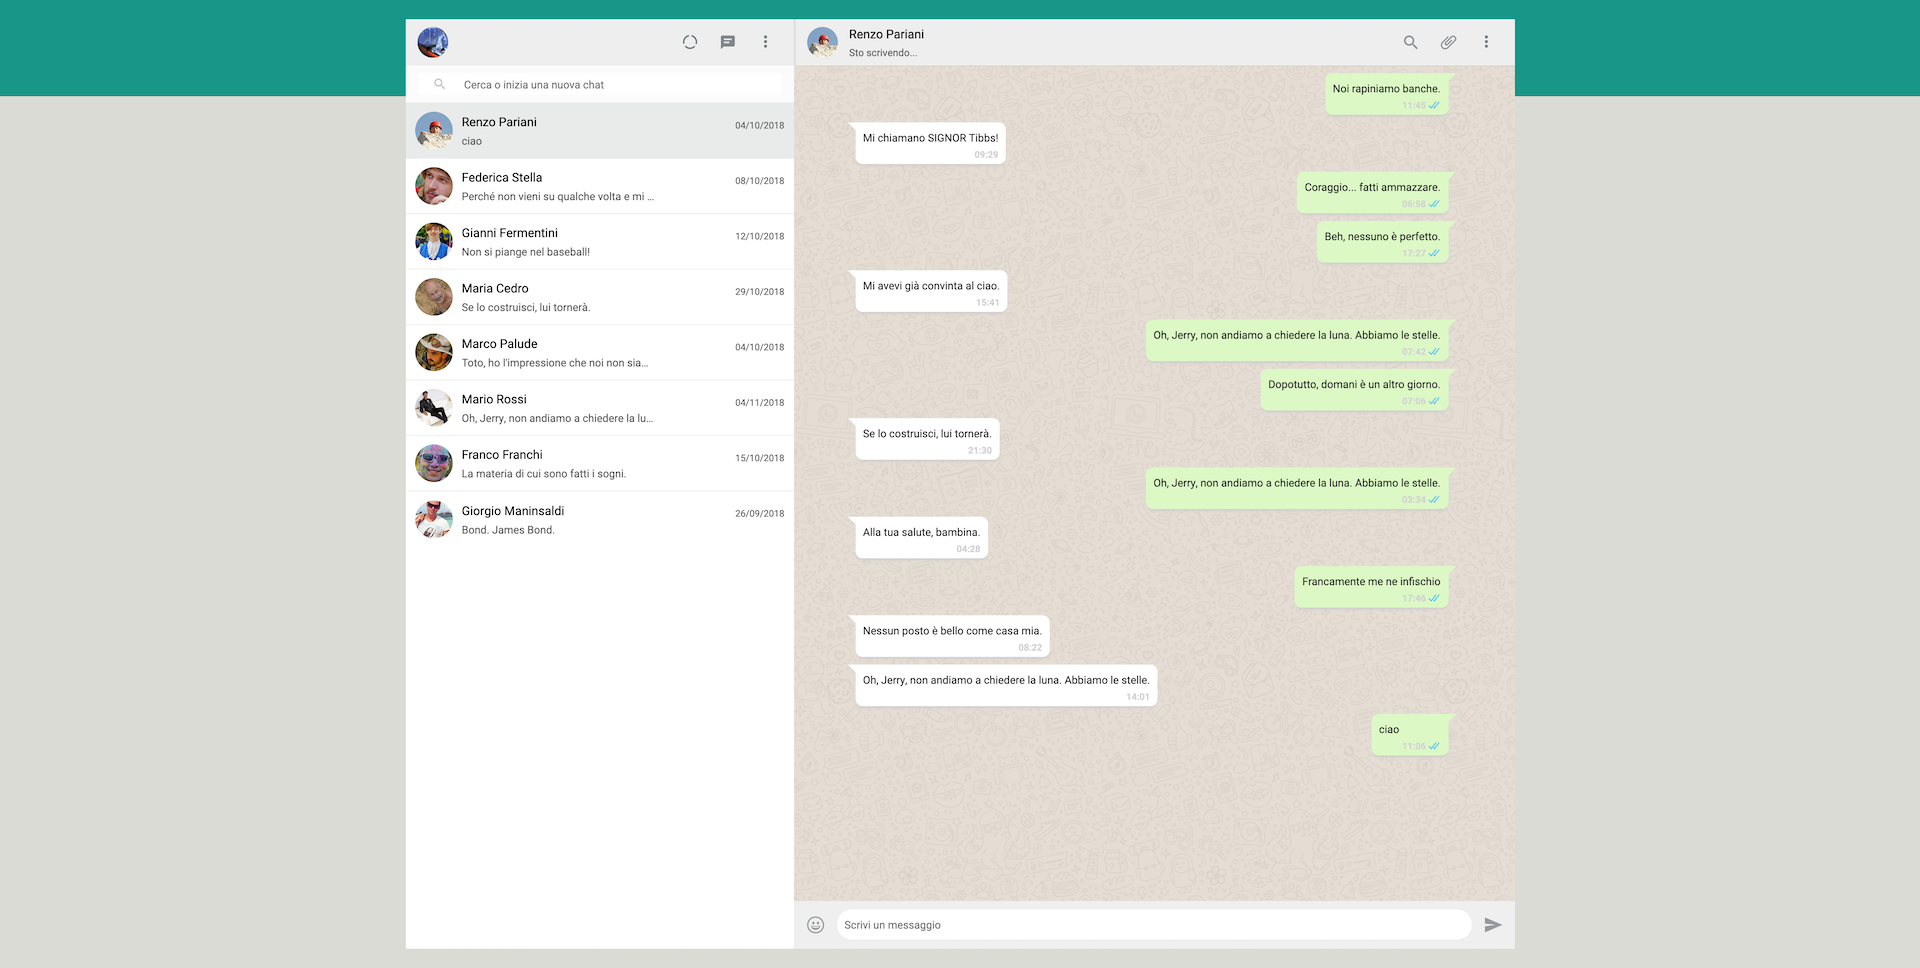 Cerca o inizia una nuova chat
Renzo Pariani
04/10/2018
ciao
Federica Stella
08/10/2018
Perché non vieni su qualche volta e mi ...
Gianni Fermentini
12/10/2018
Non si piange nel baseball!
Maria Cedro
29/10/2018
Se lo costruisci, lui tornerà.
Marco Palude
04/10/2018
Toto, ho l'impressione che noi non sia...
Mario Rossi
04/11/2018
Oh, Jerry, non andiamo a chiedere la lu...
Franco Franchi
15/10/2018
La materia di cui sono fatti i sogni.
Giorgio Maninsaldi
26/09/2018
Bond. James Bond.
Renzo Pariani
Sto scrivendo...
Noi rapiniamo banche.
11:45
Mi chiamano SIGNOR Tibbs!
09:29
Coraggio... fatti ammazzare.
06:58
Beh, nessuno è perfetto.
17:27
Mi avevi già convinta al ciao.
15:41
Oh, Jerry, non andiamo a chiedere la luna. Abbiamo le stelle.
07:42
Dopotutto, domani è un altro giorno.
07:06
Se lo costruisci, lui tornerà.
21:30
Oh, Jerry, non andiamo a chiedere la luna. Abbiamo le stelle.
03:34
Alla tua salute, bambina.
04:28
Francamente me ne infischio
17:46
Nessun posto è bello come casa mia.
08:22
Oh, Jerry, non andiamo a chiedere la luna. Abbiamo le stelle.
14:01
ciao
11:06
Scrivi un messaggio